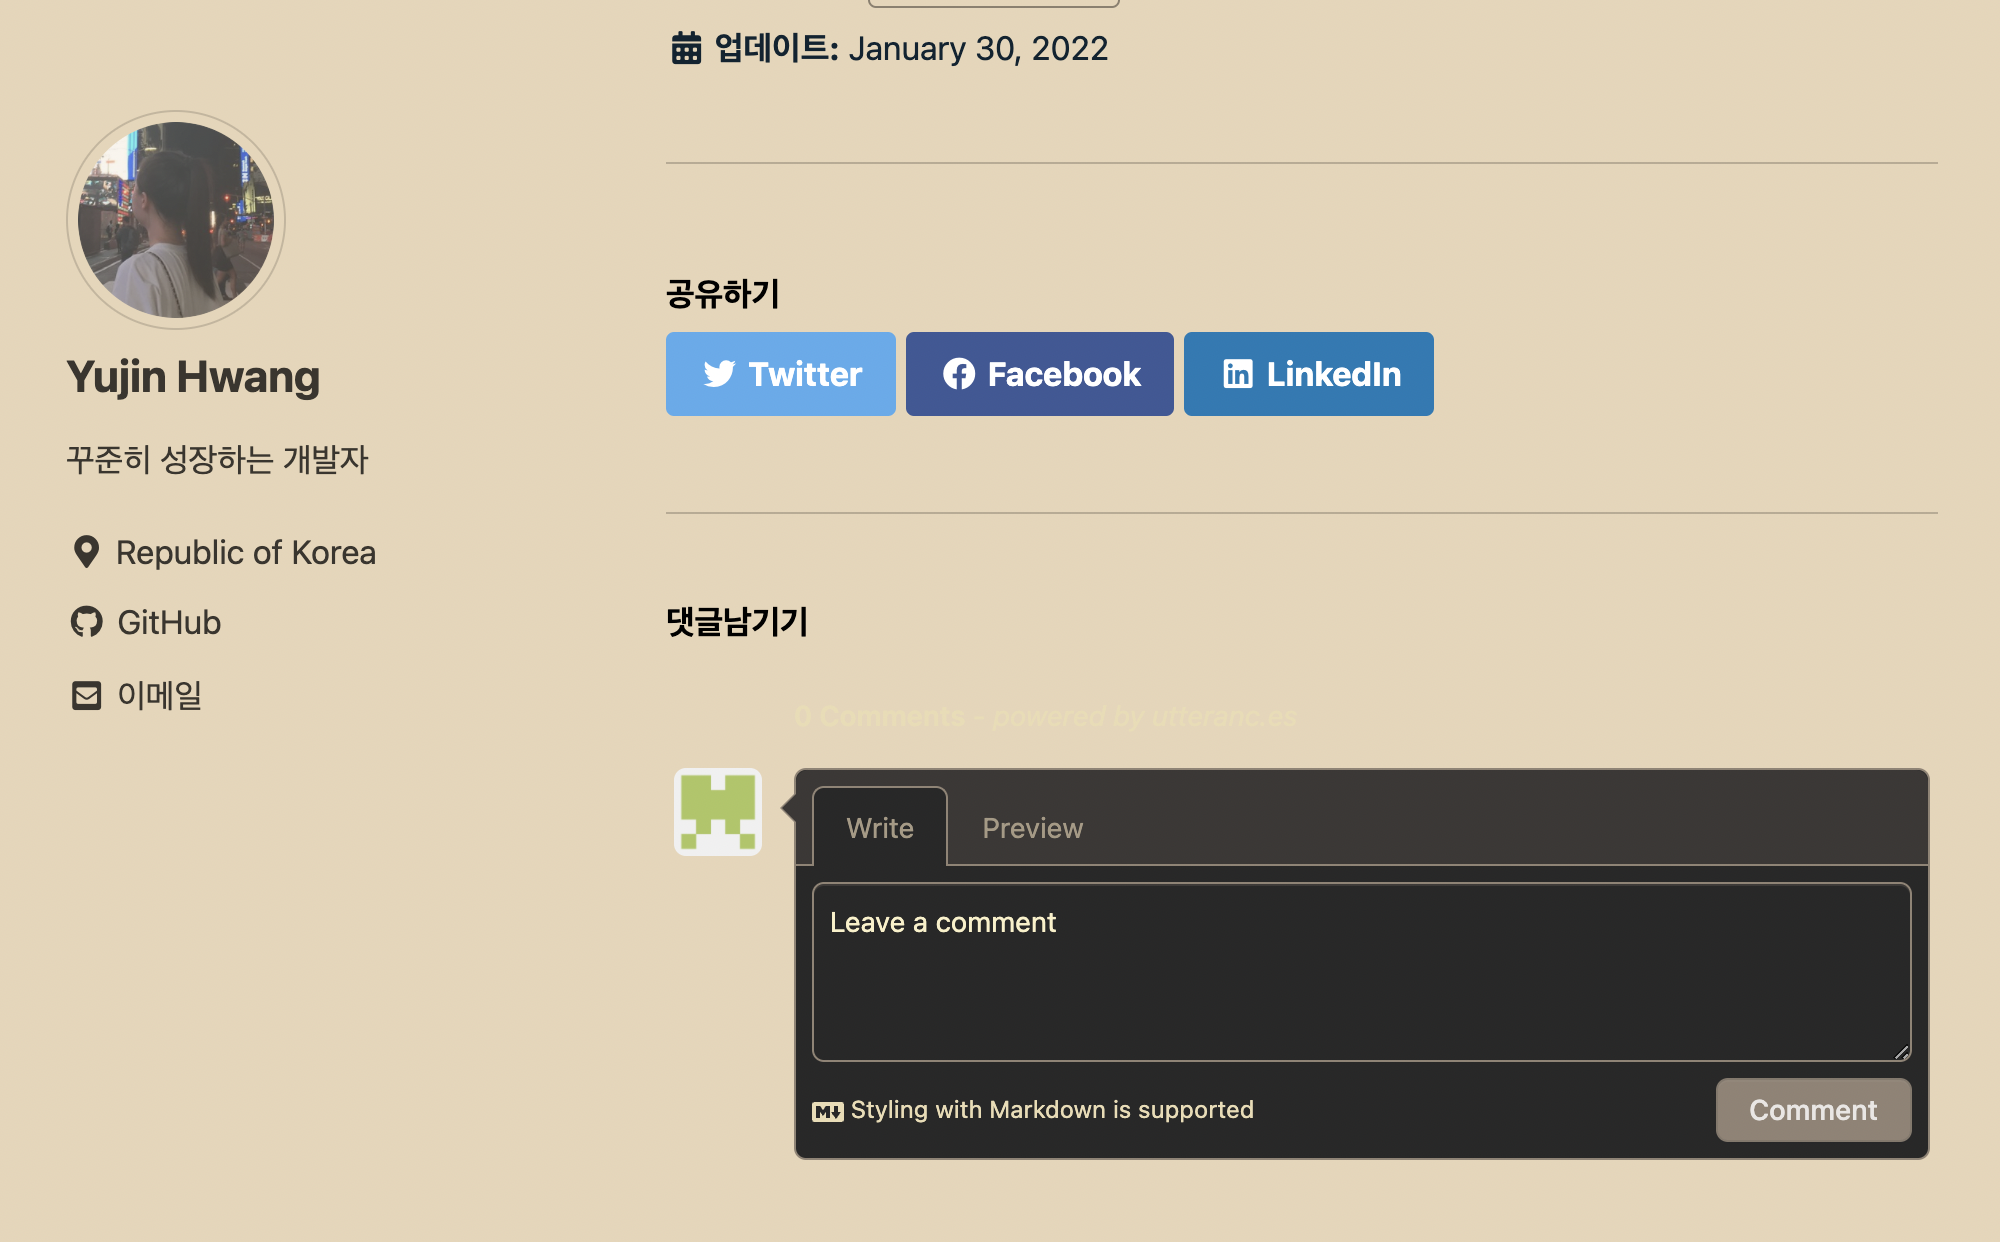 업데이트: January 30, 2022
Yujin Hwang
꾸준히 성장하는 개발자
Republic of Korea
GitHub
이메일
공유하기
Twitter
Facebook
LinkedIn
댓글남기기
0 Comments - powered by utteranc.es
Write
Preview
Leave a comment
Styling with Markdown is supported
Comment